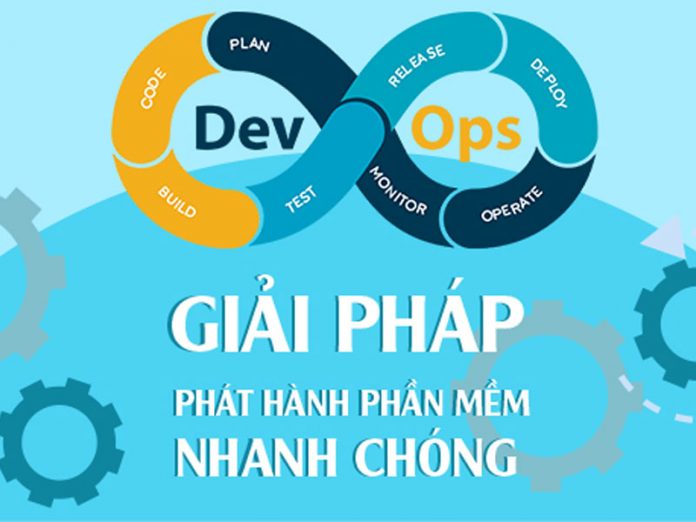 PLAN
CODE
BUILD
TEST
RELEASE
DEPLOY
OPERATE
MONITOR
Dev Ops
GIẢI PHÁP
PHÁT HÀNH PHẦN MỀM
NHANH CHÓNG